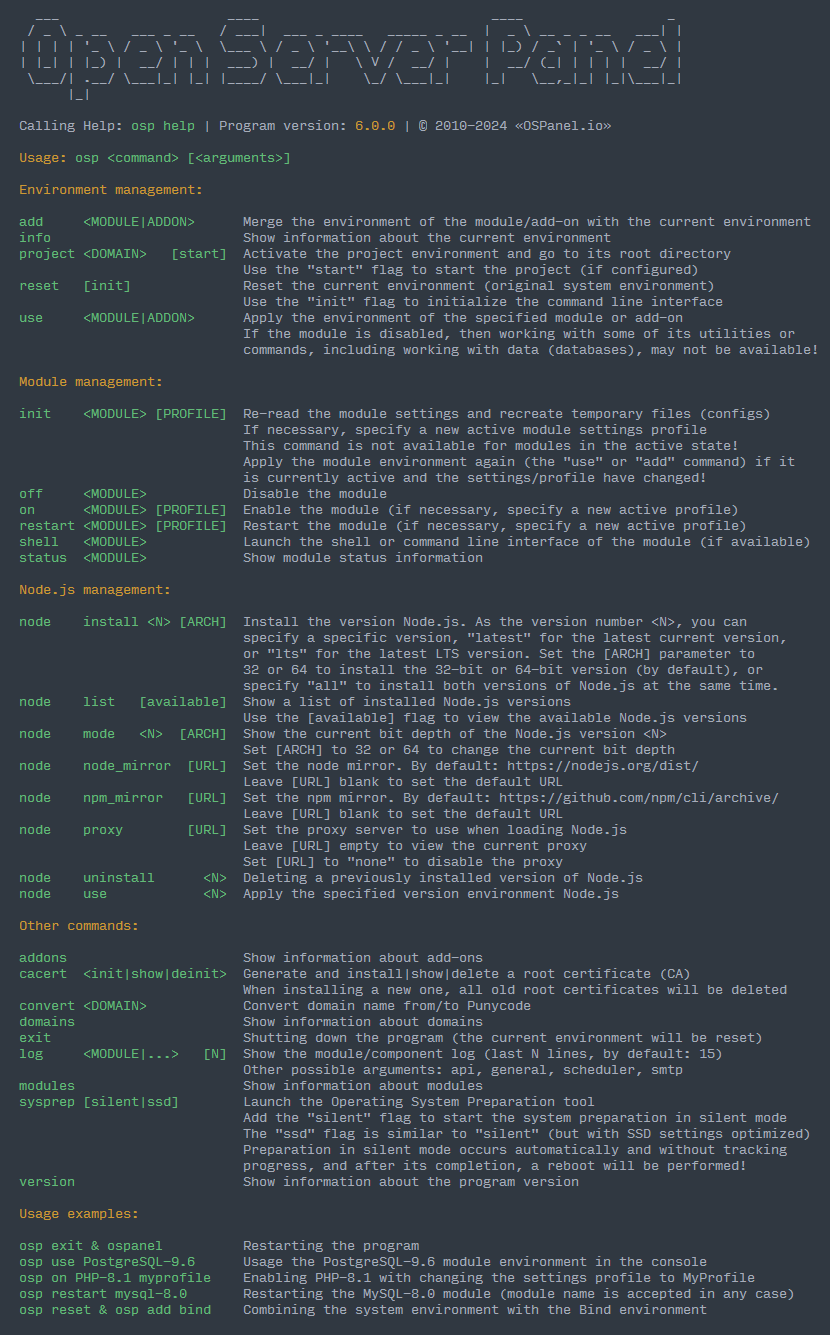 Open Server Panel
Calling Help: osp help | Program version: 6.0.0 | © 2010-2024 «OSPanel.io»
Usage: osp <command> [<arguments>]
Environment management:
add     <MODULE|ADDON>      Merge the environment of the module/add-on with the current environment
info                        Show information about the current environment
project <DOMAIN>   [start]  Activate the project environment and go to its root directory
                            Use the "start" flag to start the project (if configured)
reset   [init]              Reset the current environment (original system environment)
                            Use the "init" flag to initialize the command line interface
use     <MODULE|ADDON>      Apply the environment of the specified module or add-on
                            If the module is disabled, then working with some of its utilities or
                            commands, including working with data (databases), may not be available!
Module management:
init    <MODULE> [PROFILE]  Re-read the module settings and recreate temporary files (configs)
                            If necessary, specify a new active module settings profile
                            This command is not available for modules in the active state!
                            Apply the module environment again (the "use" or "add" command) if it
                            is currently active and the settings/profile have changed!
off     <MODULE>            Disable the module
on      <MODULE> [PROFILE]  Enable the module (if necessary, specify a new active profile)
restart <MODULE> [PROFILE]  Restart the module (if necessary, specify a new active profile)
shell   <MODULE>            Launch the shell or command line interface of the module (if available)
status  <MODULE>            Show module status information
Node.js management:
node    install <N> [ARCH]  Install the version Node.js. As the version number <N>, you can
                            specify a specific version, "latest" for the latest current version,
                            or "lts" for the latest LTS version. Set the [ARCH] parameter to
                            32 or 64 to install the 32-bit or 64-bit version (by default), or
                            specify "all" to install both versions of Node.js at the same time.
node    list   [available]  Show a list of installed Node.js versions
                            Use the [available] flag to view the available Node.js versions
node    mode   <N>  [ARCH]  Show the current bit depth of the Node.js version <N>
                            Set [ARCH] to 32 or 64 to change the current bit depth
node    node_mirror  [URL]  Set the node mirror. By default: https://nodejs.org/dist/
                            Leave [URL] blank to set the default URL
node    npm_mirror   [URL]  Set the npm mirror. By default: https://github.com/npm/cli/archive/
                            Leave [URL] blank to set the default URL
node    proxy        [URL]  Set the proxy server to use when loading Node.js
                            Leave [URL] empty to view the current proxy
                            Set [URL] to "none" to disable the proxy
node    uninstall      <N>  Deleting a previously installed version of Node.js
node    use            <N>  Apply the specified version environment Node.js
Other commands:
addons                      Show information about add-ons
cacert  <init|show|deinit>  Generate and install|show|delete a root certificate (CA)
                            When installing a new one, all old root certificates will be deleted
convert <DOMAIN>            Convert domain name from/to Punycode
domains                     Show information about domains
exit                        Shutting down the program (the current environment will be reset)
log     <MODULE|...>   [N]  Show the module/component log (last N lines, by default: 15)
                            Other possible arguments: api, general, scheduler, smtp
modules                     Show information about modules
sysprep [silent|ssd]        Launch the Operating System Preparation tool
                            Add the "silent" flag to start the system preparation in silent mode
                            The "ssd" flag is similar to "silent" (but with SSD settings optimized)
                            Preparation in silent mode occurs automatically and without tracking
                            progress, and after its completion, a reboot will be performed!
version                     Show information about the program version
Usage examples:
osp exit & ospanel          Restarting the program
osp use PostgreSQL-9.6      Usage the PostgreSQL-9.6 module environment in the console
osp on PHP-8.1 myprofile    Enabling PHP-8.1 with changing the settings profile to MyProfile
osp restart mysql-8.0       Restarting the MySQL-8.0 module (module name is accepted in any case)
osp reset & osp add bind    Combining the system environment with the Bind environment